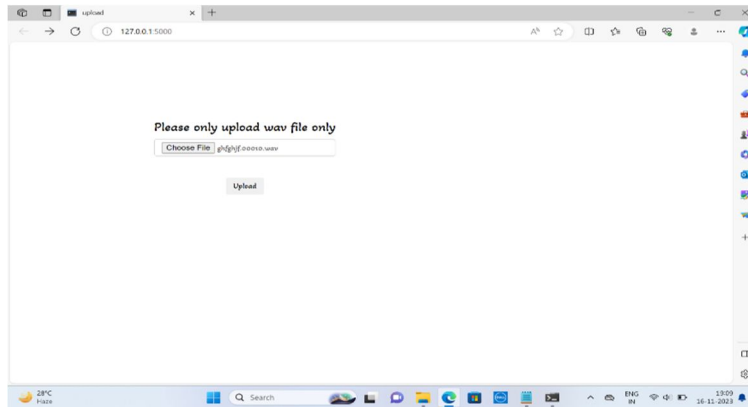 upload
127.0.0.1:5000
Please only upload wav file only
Choose File
Upload
28°C
Haze
Search
ENG
IN
19:09
16-11-2023